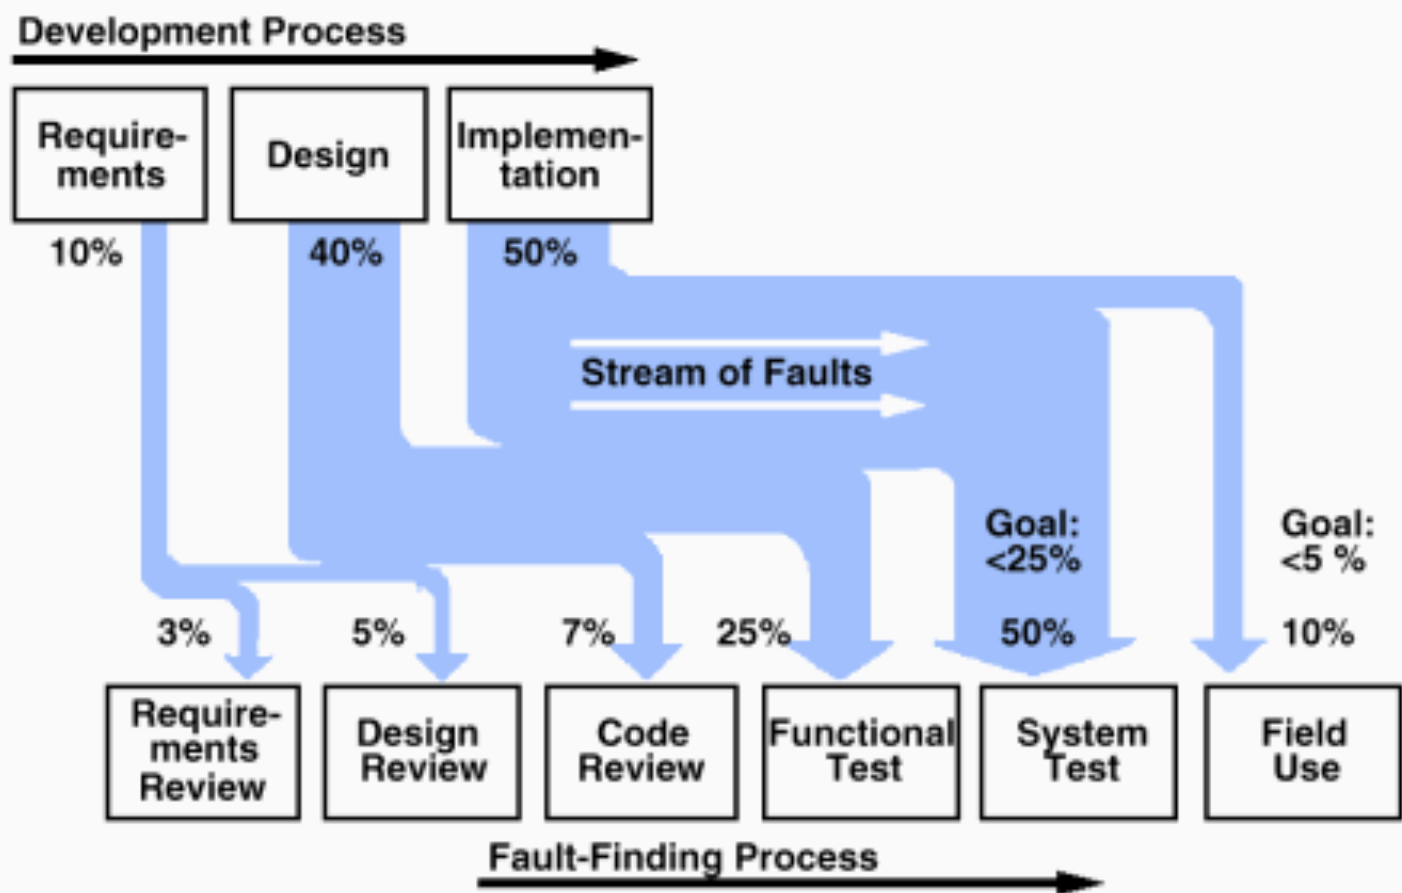 Development Process
Require-
ments
Design
Implemen-
tation
10%
40%
50%
Stream of Faults
Goal:
<25%
Goal:
<5 %
3%
5%
7%
25%
50%
10%
Require-
ments
Review
Design
Review
Code
Review
Functional
Test
System
Test
Field
Use
Fault-Finding Process